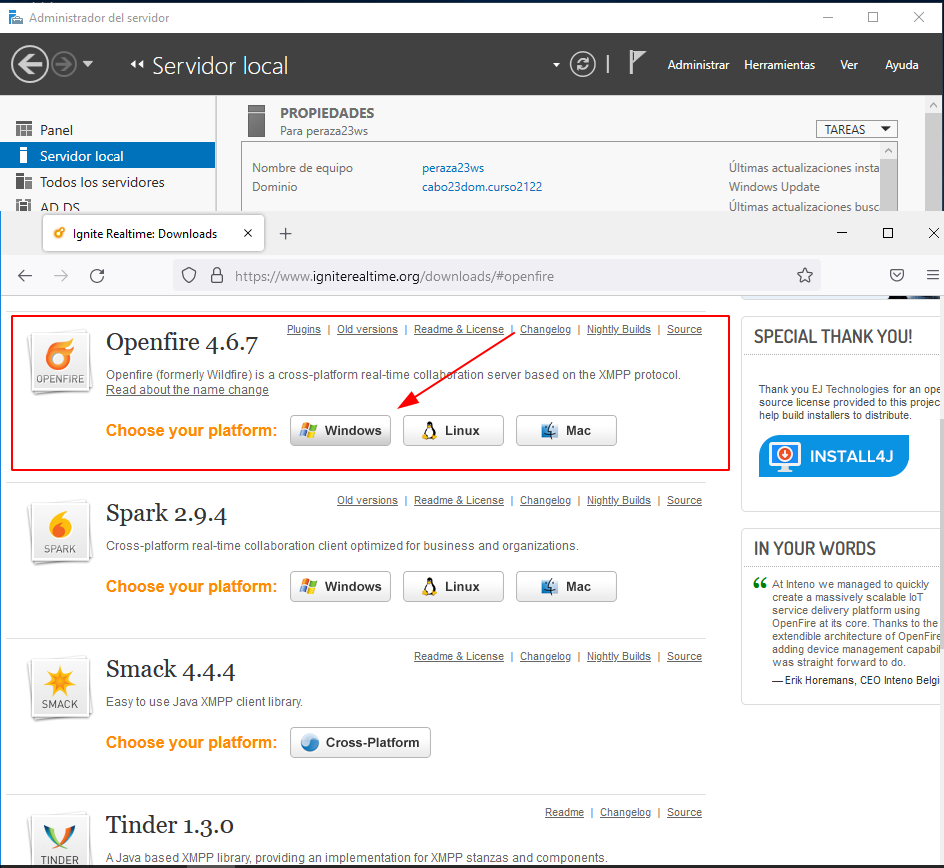 Administrador del servidor
Servidor local
Administrar Herramientas Ver Ayuda
Panel
Servidor local
Todos los servidores
AD DS
PROPIEDADES
Para peraza23ws
TAREAS
Nombre de equipo peraza23ws Últimas actualizaciones insta
Dominio cabo23dom.curso2122 Windows Update
Últimas actualizaciones busc
Ignite Realtime: Downloads
https://www.igniterealtime.org/downloads/#openfire
Plugins | Old versions | Readme & License | Changelog | Nightly Builds | Source
Openfire 4.6.7
OPENFIRE
Openfire (formerly Wildfire) is a cross-platform real-time collaboration server based on the XMPP protocol.
Read about the name change
Choose your platform: Windows Linux Mac
Old versions | Readme & License | Changelog | Nightly Builds | Source
Spark 2.9.4
SPARK
Cross-platform real-time collaboration client optimized for business and organizations.
Choose your platform: Windows Linux Mac
Readme & License | Changelog | Nightly Builds | Source
Smack 4.4.4
SMACK
Easy to use Java XMPP client library.
Choose your platform: Cross-Platform
Readme | Changelog | Source
Tinder 1.3.0
TINDER
A Java based XMPP library, providing an implementation for XMPP stanzas and components.
SPECIAL THANK YOU!
Thank you EJ Technologies for an ope
source license provided to this projec
help build installers to distribute.
INSTALL4J
IN YOUR WORDS
At Inteno we managed to quickly
create a massively scalable IoT
service delivery platform using
OpenFire at its core. Thanks to the
extendible architecture of OpenFire
adding device management capabil
was straight forward to do.
— Erik Horemans, CEO Inteno Belgi